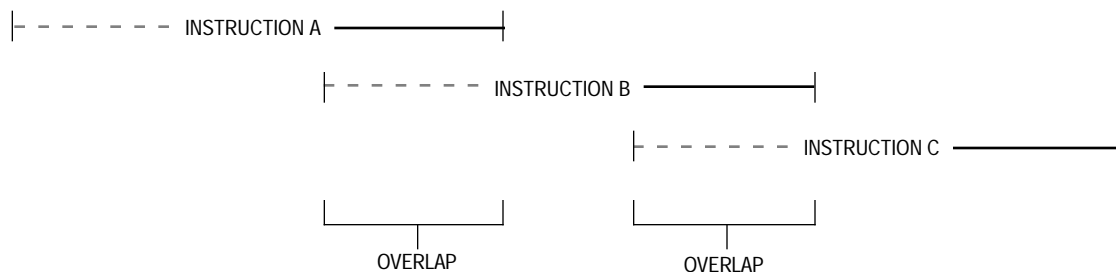 INSTRUCTION A
INSTRUCTION B
INSTRUCTION C
OVERLAP
OVERLAP